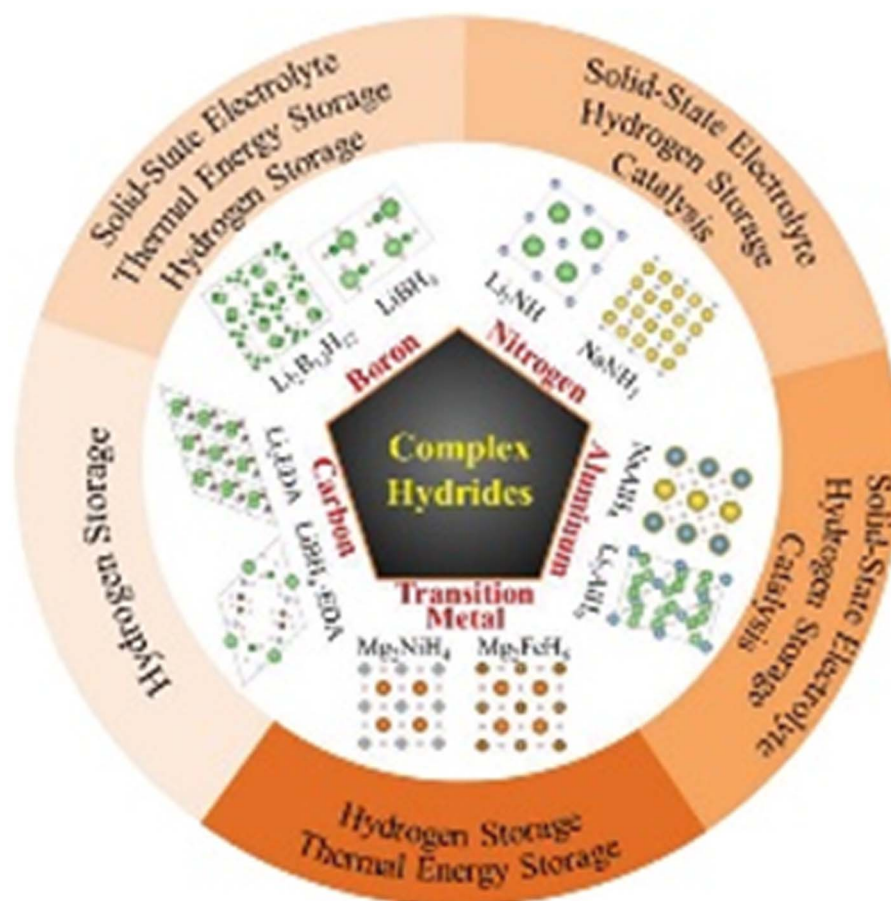 Solid-State Electrolyte
Thermal Energy Storage
Hydrogen Storage
Solid-State Electrolyte
Hydrogen Storage
Catalysis
Solid-State Electrolyte
Hydrogen Storage
Catalysis
Hydrogen Storage
Thermal Energy Storage
Hydrogen Storage
Complex
Hydrides
Boron
Li₂B₁₂H₁₂
LiBH₄
Nitrogen
Li₂NH
NaNH₂
Aluminum
NaAlH₄
Li₃AlH₆
Transition
Metal
Mg₂NiH₄
Mg₂FeH₆
Carbon
LiBH₄·EDA